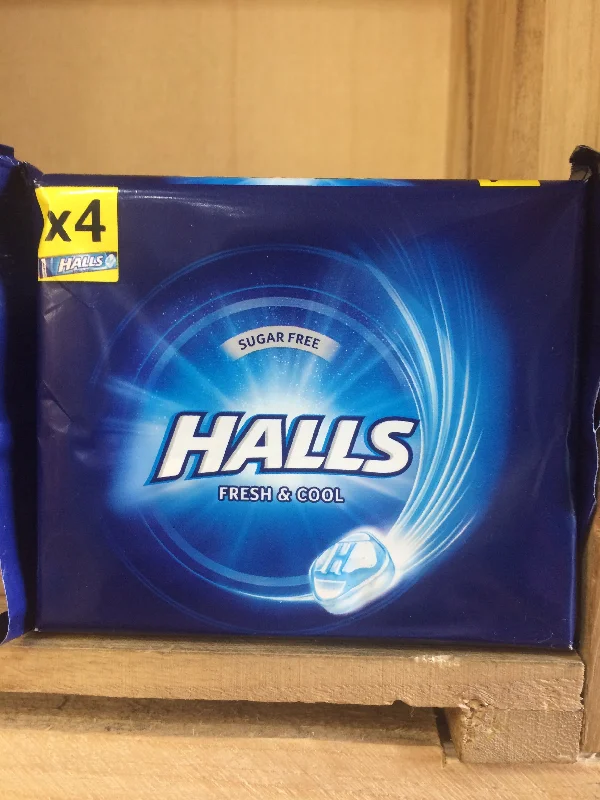 x4
HALLS
SUGAR FREE
HALLS
FRESH & COOL
H